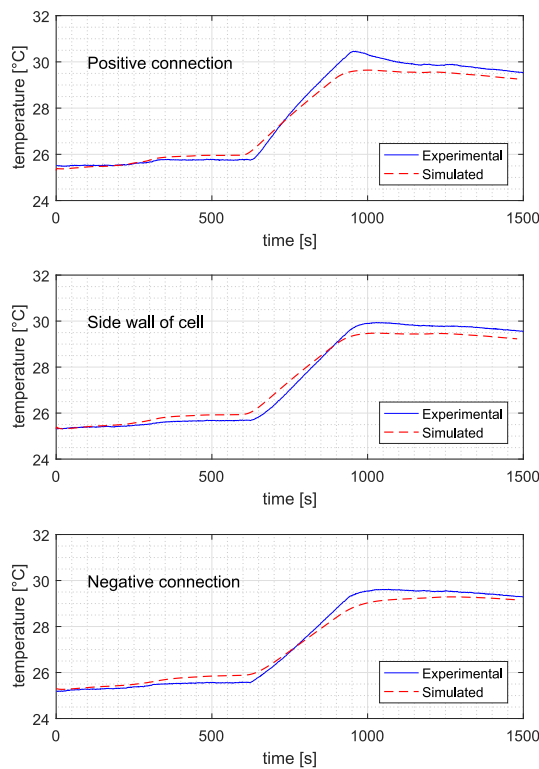 temperature [°C]
32
30
28
26
24
Positive connection
Experimental
Simulated
0
500
1000
1500
time [s]
temperature [°C]
32
30
28
26
24
Side wall of cell
Experimental
Simulated
0
500
1000
1500
time [s]
temperature [°C]
32
30
28
26
24
Negative connection
Experimental
Simulated
0
500
1000
1500
time [s]